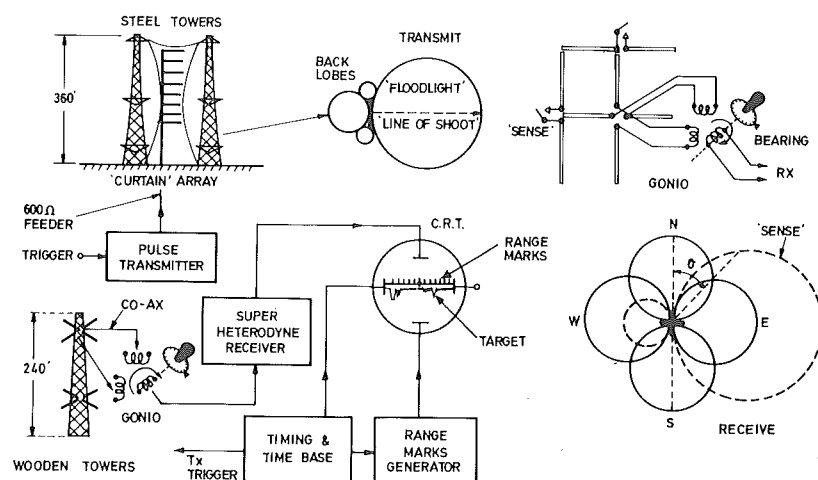 STEEL TOWERS
360'
'CURTAIN' ARRAY
600Ω
FEEDER
TRIGGER
PULSE
TRANSMITTER
TRANSMIT
BACK
LOBES
'FLOODLIGHT'
'LINE OF SHOOT'
'SENSE'
GONIO
BEARING
RX
CO-AX
240'
GONIO
WOODEN TOWERS
SUPER
HETERODYNE
RECEIVER
C.R.T.
RANGE
MARKS
TARGET
TIMING &
TIME BASE
Tx
TRIGGER
RANGE
MARKS
GENERATOR
N
'SENSE'
θ
W
E
S
RECEIVE